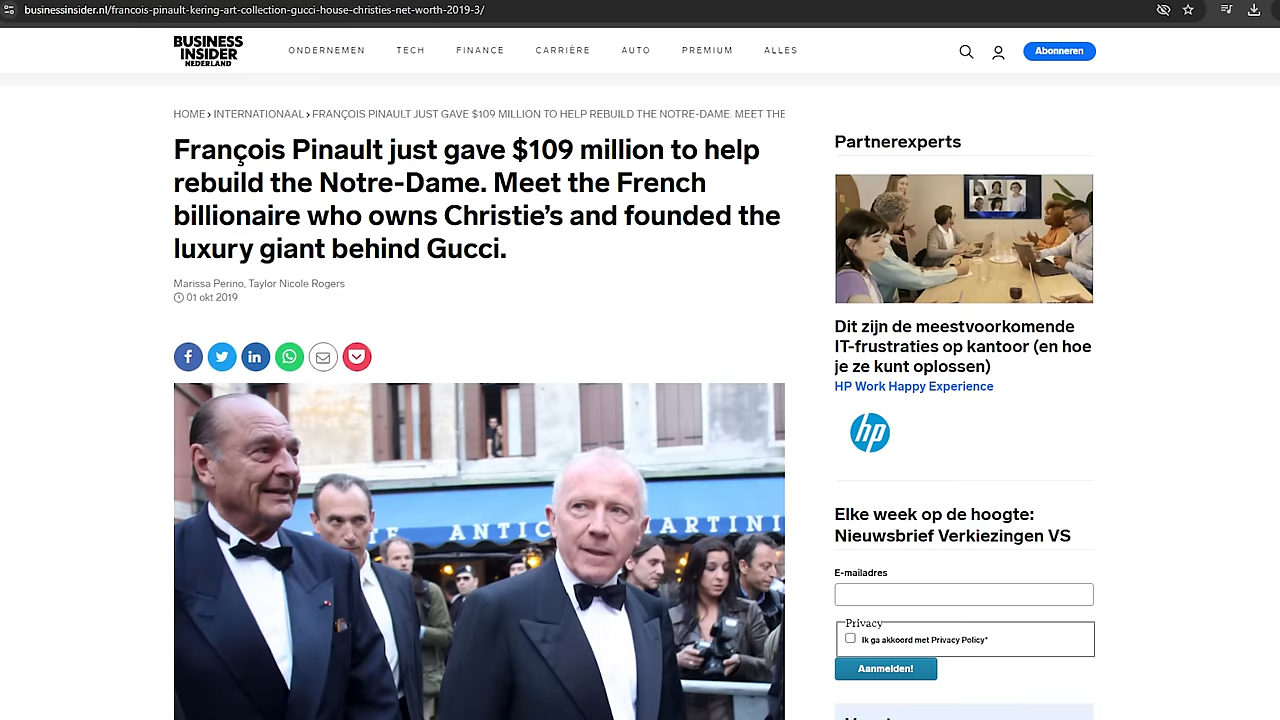 businessinsider.nl/francois-pinault-kering-art-collection-gucci-house-christies-net-worth-2019-3/
BUSINESS
INSIDER
NEDERLAND
ONDERNEMEN
TECH
FINANCE
CARRIÈRE
AUTO
PREMIUM
ALLES
Abonneren
HOME › INTERNATIONAAL › FRANÇOIS PINAULT JUST GAVE $109 MILLION TO HELP REBUILD THE NOTRE-DAME. MEET THE
François Pinault just gave $109 million to help
rebuild the Notre-Dame. Meet the French
billionaire who owns Christie's and founded the
luxury giant behind Gucci.
Marissa Perino, Taylor Nicole Rogers
01 okt 2019
ANTIC
MARTINI
Partnerexperts
Dit zijn de meestvoorkomende
IT-frustraties op kantoor (en hoe
je ze kunt oplossen)
HP Work Happy Experience
hp
Elke week op de hoogte:
Nieuwsbrief Verkiezingen VS
E-mailadres
Privacy
Ik ga akkoord met Privacy Policy*
Aanmelden!